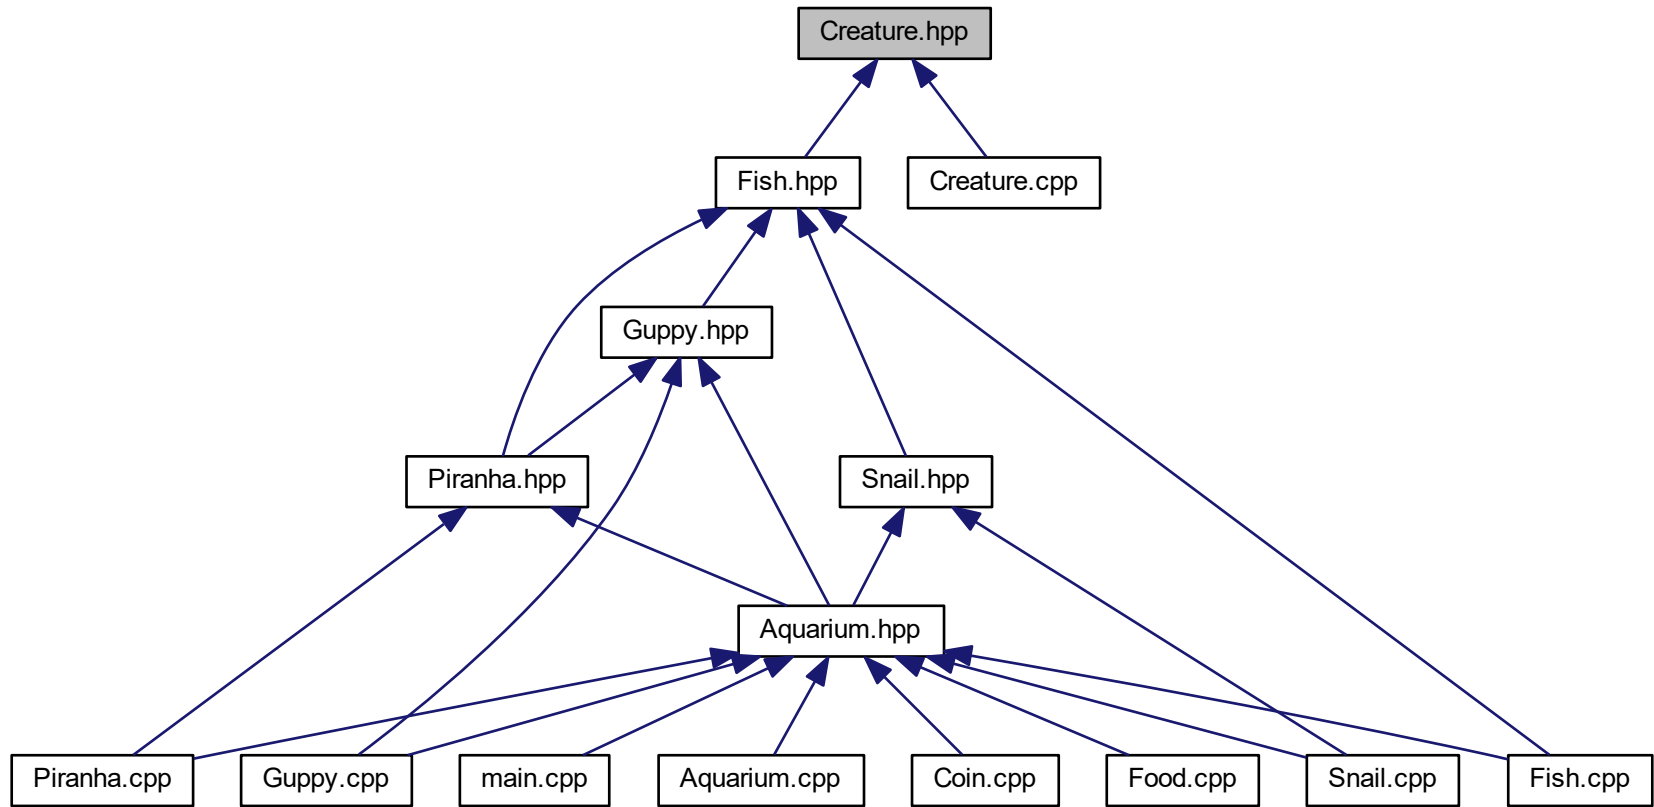 Creature.hpp
Fish.hpp
Creature.cpp
Guppy.hpp
Piranha.hpp
Snail.hpp
Aquarium.hpp
Piranha.cpp
Guppy.cpp
main.cpp
Aquarium.cpp
Coin.cpp
Food.cpp
Snail.cpp
Fish.cpp